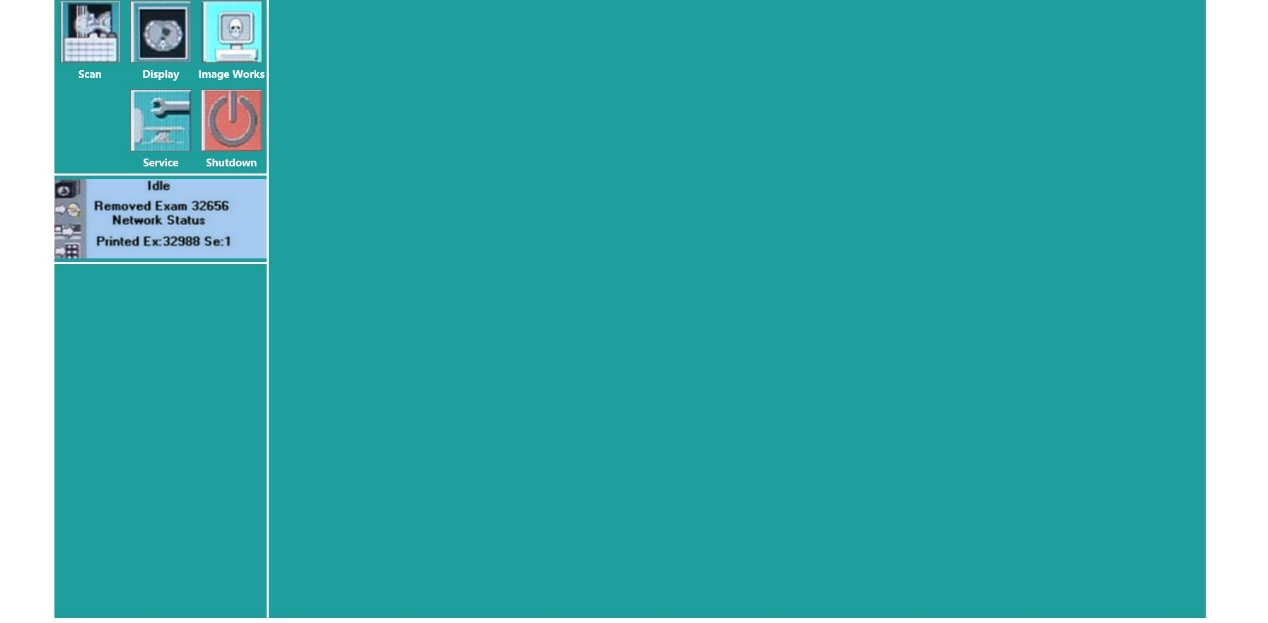 Scan
Display
Image Works
Service
Shutdown
Idle
Removed Exam 32656
Network Status
Printed Ex:32988 Se:1